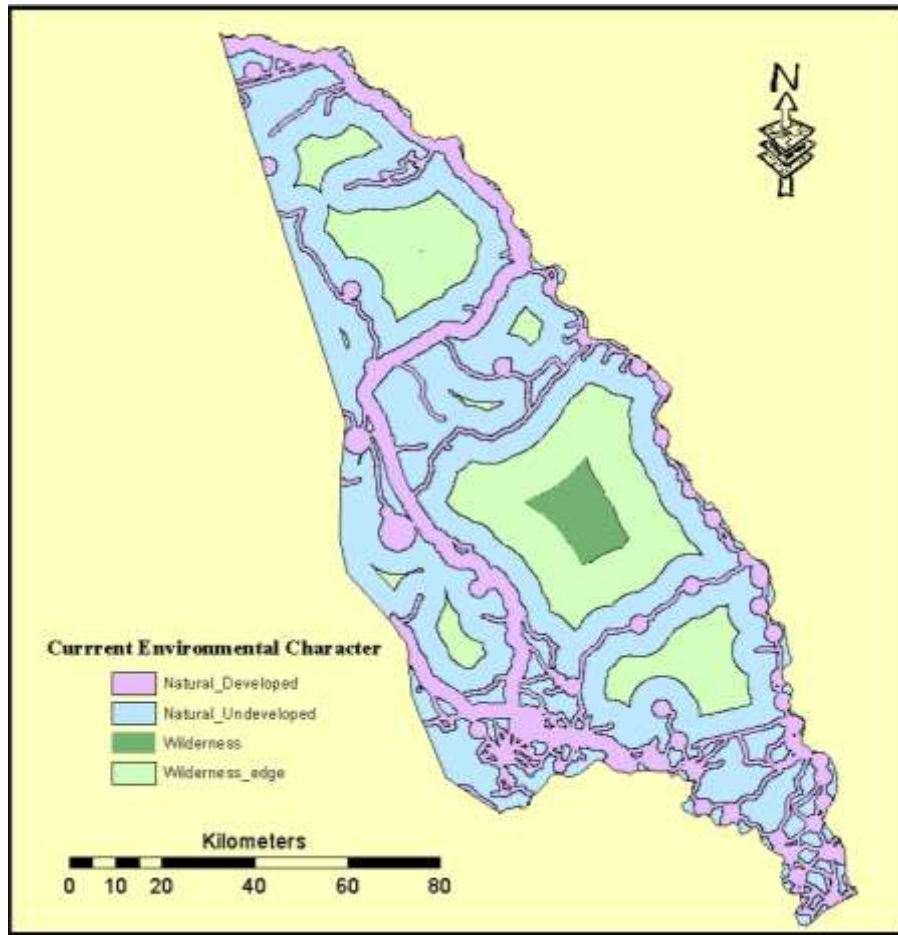 N
Currrent Environmental Character
Natural_Developed
Natural_Undeveloped
Wilderness
Wilderness_edge
Kilometers
0 10 20 40 60 80